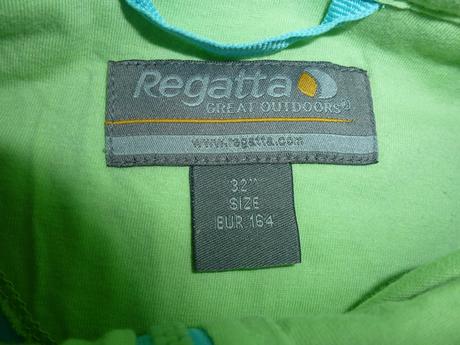 Regatta
GREAT OUTDOORS®
www.regatta.com
32"
SIZE
EUR 164